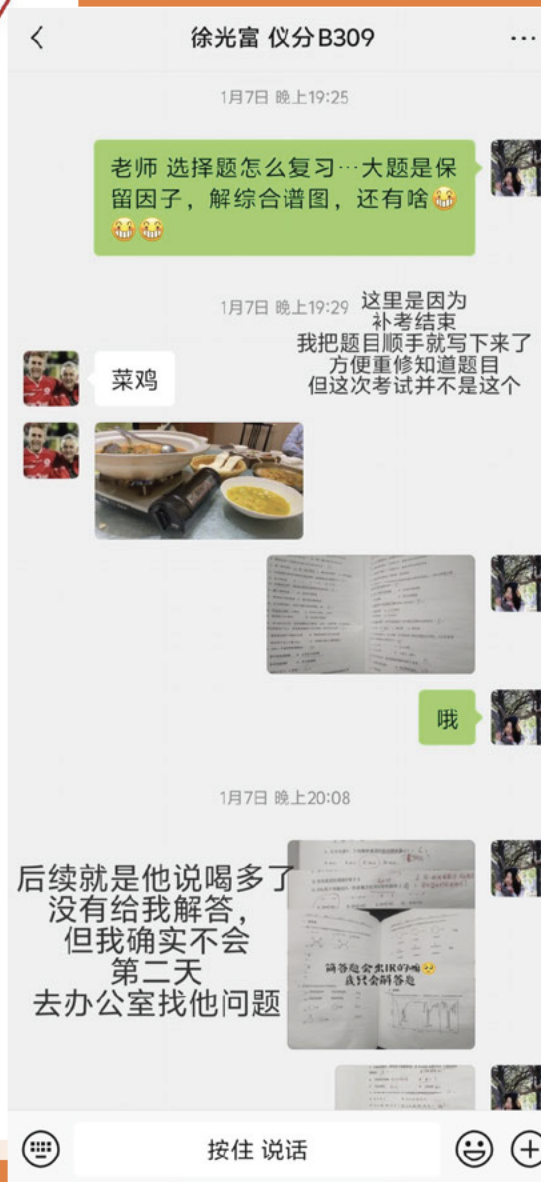 徐光富 仪分B309
1月7日 晚上19:25
老师 选择题怎么复习…大题是保
留因子，解综合谱图，还有啥
1月7日 晚上19:29
这里是因为
补考结束
我把题目顺手就写下来了
方便重修知道题目
但这次考试并不是这个
菜鸡
哦
1月7日 晚上20:08
后续就是他说喝多了
没有给我解答，
但我确实不会
第二天
去办公室找他问题
简答题会出IR的嘛
我只会解答题
按住 说话